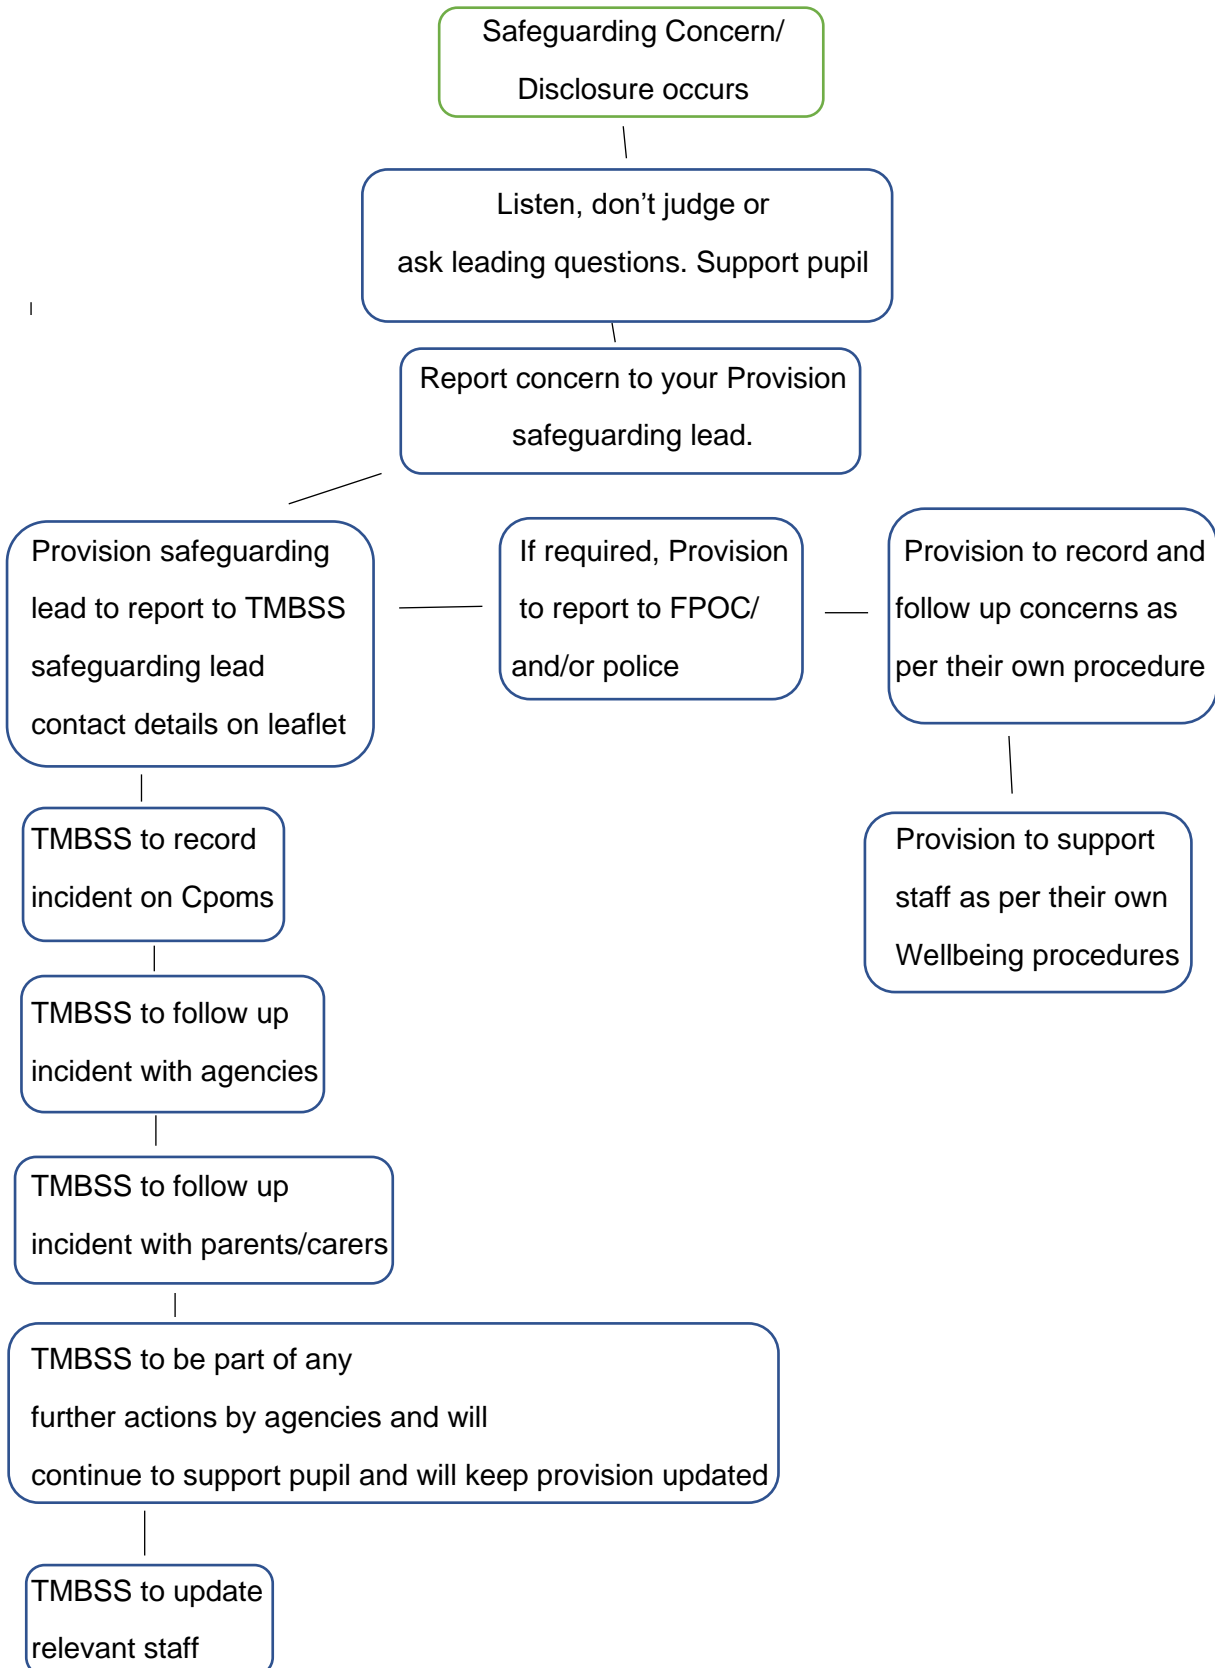 Safeguarding Concern/
Disclosure occurs
Listen, don’t judge or
ask leading questions. Support pupil
Report concern to your Provision
safeguarding lead.
Provision safeguarding
lead to report to TMBSS
safeguarding lead
contact details on leaflet
If required, Provision
to report to FPOC/
and/or police
Provision to record and
follow up concerns as
per their own procedure
TMBSS to record
incident on Cpoms
Provision to support
staff as per their own
Wellbeing procedures
TMBSS to follow up
incident with agencies
TMBSS to follow up
incident with parents/carers
TMBSS to be part of any
further actions by agencies and will
continue to support pupil and will keep provision updated
TMBSS to update
relevant staff